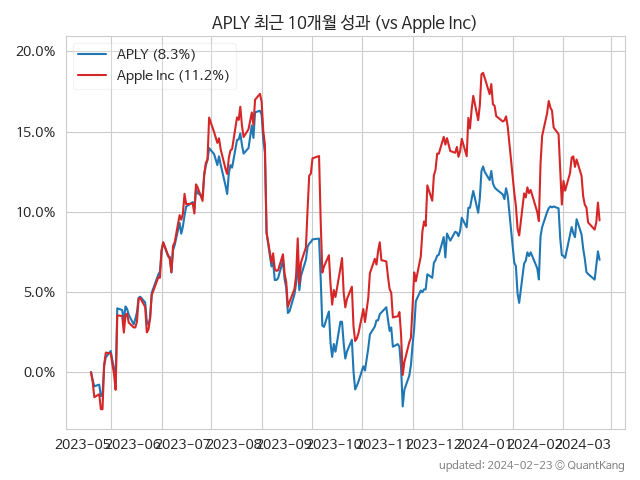 APLY 최근 10개월 성과 (vs Apple Inc)
APLY (8.3%)
Apple Inc (11.2%)
20.0%
15.0%
10.0%
5.0%
0.0%
2023-05 2023-06 2023-07 2023-08 2023-09 2023-10 2023-11 2023-12 2024-01 2024-02 2024-03
updated: 2024-02-23 © QuantKang